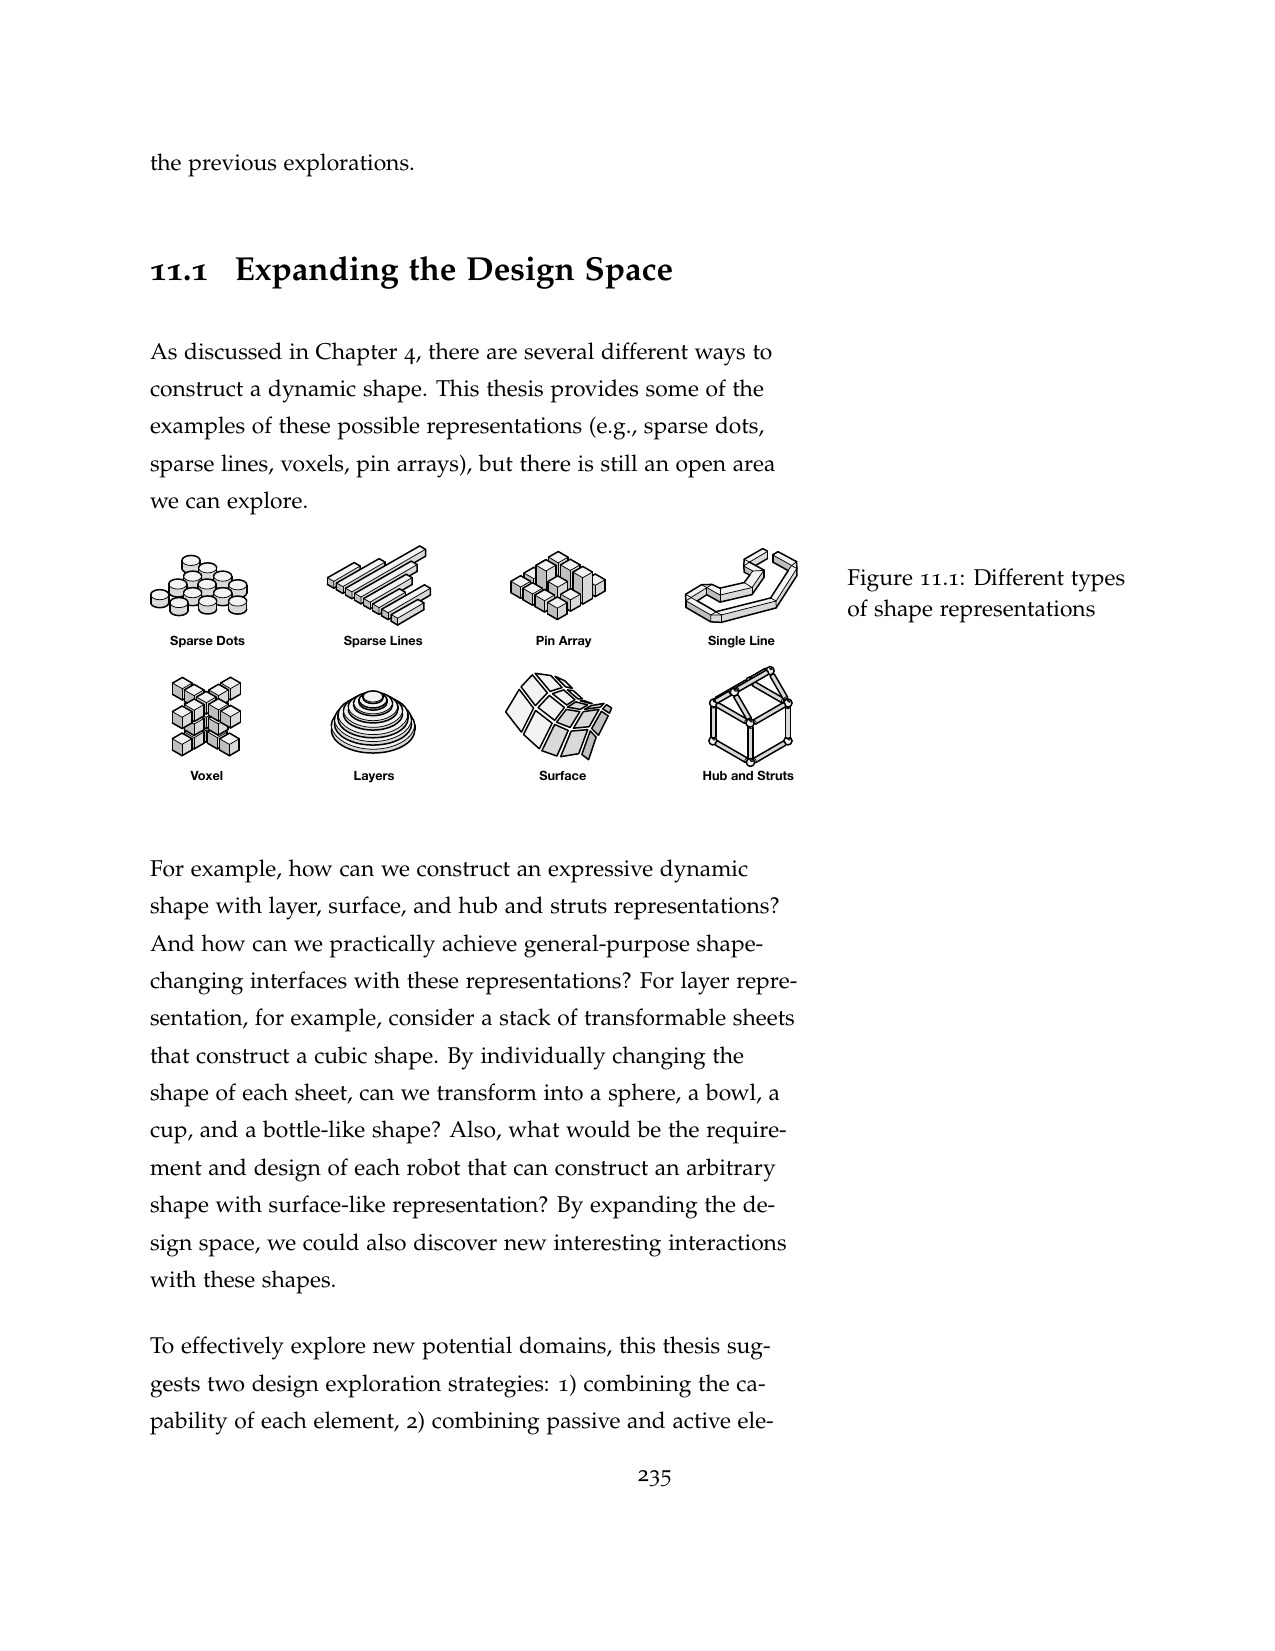 the previous explorations.
11.1 Expanding the Design Space
As discussed in Chapter 4, there are several different ways to
construct a dynamic shape. This thesis provides some of the
examples of these possible representations (e.g., sparse dots,
sparse lines, voxels, pin arrays), but there is still an open area
we can explore.
Sparse Dots Sparse Lines Pin Array Single Line
Voxel Layers Surface Hub and Struts
Figure 11.1: Different types
of shape representations
For example, how can we construct an expressive dynamic
shape with layer, surface, and hub and struts representations?
And how can we practically achieve general-purpose shape-
changing interfaces with these representations? For layer repre-
sentation, for example, consider a stack of transformable sheets
that construct a cubic shape. By individually changing the
shape of each sheet, can we transform into a sphere, a bowl, a
cup, and a bottle-like shape? Also, what would be the require-
ment and design of each robot that can construct an arbitrary
shape with surface-like representation? By expanding the de-
sign space, we could also discover new interesting interactions
with these shapes.
To effectively explore new potential domains, this thesis sug-
gests two design exploration strategies: 1) combining the ca-
pability of each element, 2) combining passive and active ele-
235